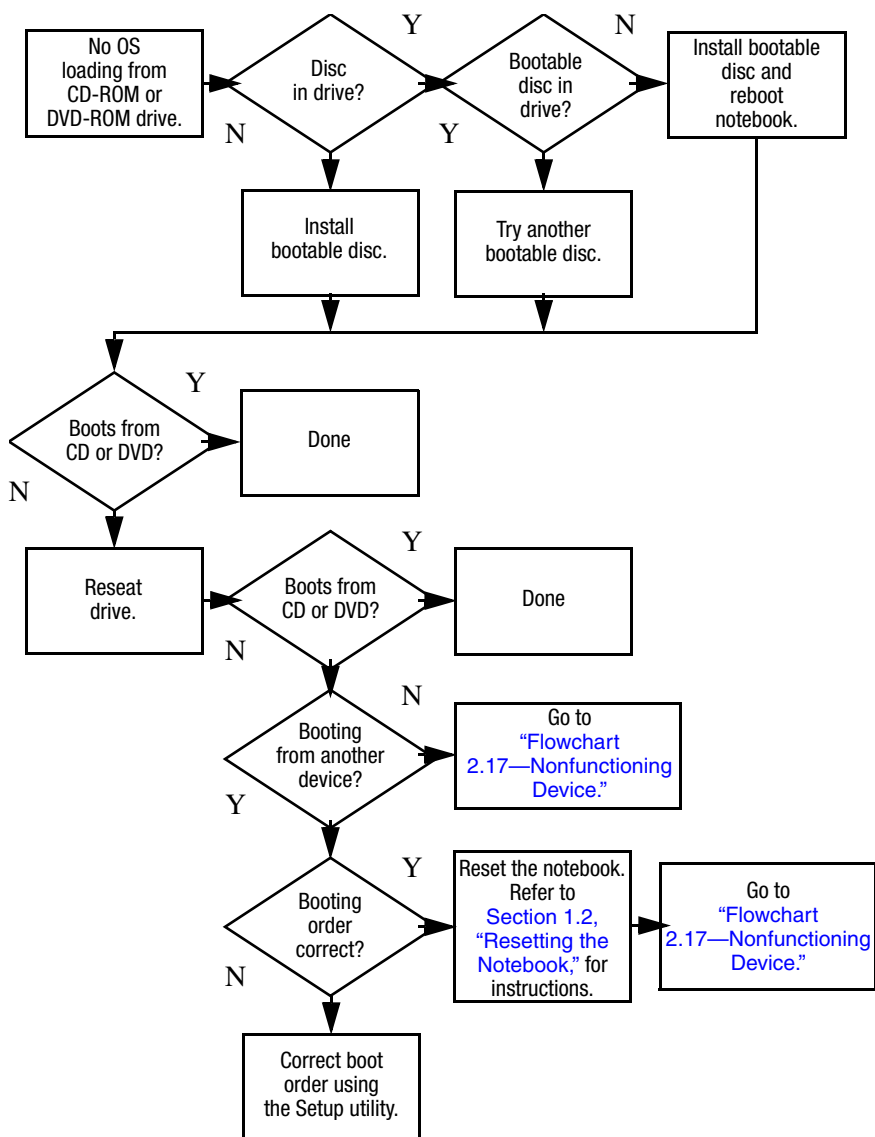 Y
N
No OS
loading from
CD-ROM or
DVD-ROM drive.
Disc
in drive?
Bootable
disc in
drive?
Install bootable
disc and
reboot
notebook.
N
Y
Install
bootable disc.
Try another
bootable disc.
Y
Boots from
CD or DVD?
Done
N
Reseat
drive.
Y
Boots from
CD or DVD?
Done
N
N
Booting
from another
device?
Go to
“Flowchart
2.17—Nonfunctioning
Device.”
Y
Y
Booting
order
correct?
Reset the notebook.
Refer to
Section 1.2,
“Resetting the
Notebook,” for
instructions.
Go to
“Flowchart
2.17—Nonfunctioning
Device.”
N
Correct boot
order using
the Setup utility.